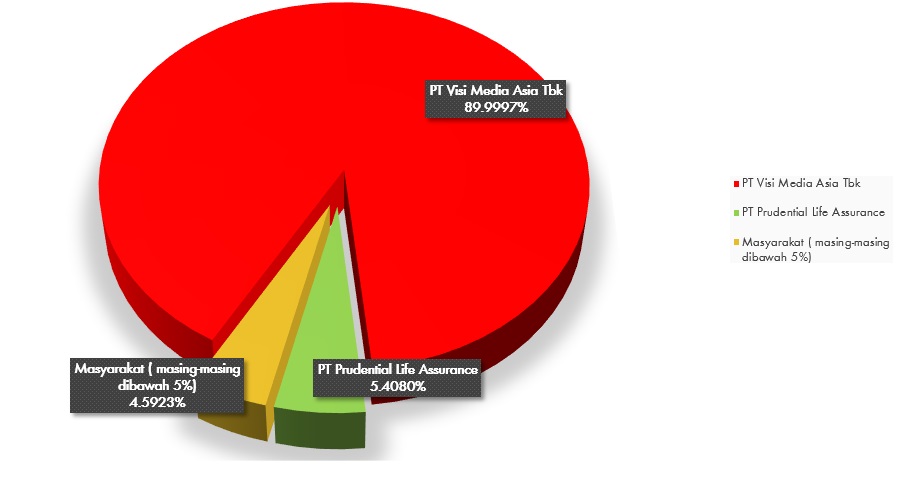 PT Visi Media Asia Tbk
89.9997%
Masyarakat ( masing-masing
dibawah 5%)
4.5923%
PT Prudential Life Assurance
5.4080%
PT Visi Media Asia Tbk
PT Prudential Life Assurance
Masyarakat ( masing-masing
dibawah 5%)